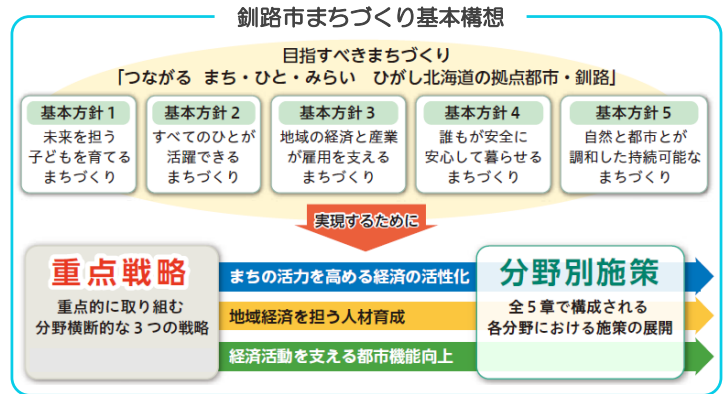 釧路市まちづくり基本構想
目指すべきまちづくり
「つながる まち・ひと・みらい ひがし北海道の拠点都市・釧路」
基本方針1
未来を担う
子どもを育てる
まちづくり
基本方針2
すべてのひとが
活躍できる
まちづくり
基本方針3
地域の経済と産業
が雇用を支える
まちづくり
基本方針4
誰もが安全に
安心して暮らせる
まちづくり
基本方針5
自然と都市とが
調和した持続可能な
まちづくり
実現するために
重点戦略
重点的に取り組む
分野横断的な3つの戦略
まちの活力を高める経済の活性化
地域経済を担う人材育成
経済活動を支える都市機能向上
分野別施策
全5章で構成される
各分野における施策の展開